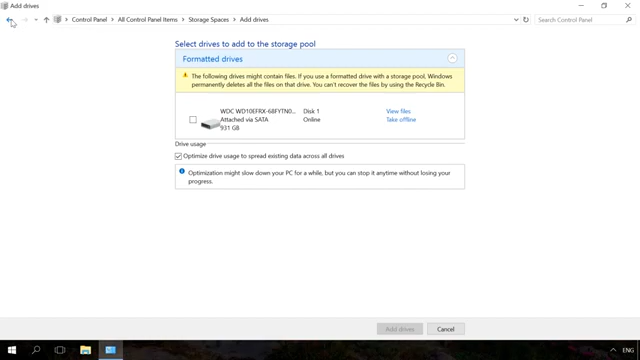 Add drives
Control Panel > All Control Panel Items > Storage Spaces > Add drives
Search Control Panel
Select drives to add to the storage pool
Formatted drives
The following drives might contain files. If you use a formatted drive with a storage pool, Windows
permanently deletes all the files on that drive. You can't recover the files by using the Recycle Bin.
WDC WD10EFRX-68FYTN0... Disk 1 View files
Attached via SATA Online Take offline
931 GB
Drive usage
Optimize drive usage to spread existing data across all drives
Optimization might slow down your PC for a while, but you can stop it anytime without losing your
progress.
Add drives Cancel
ENG